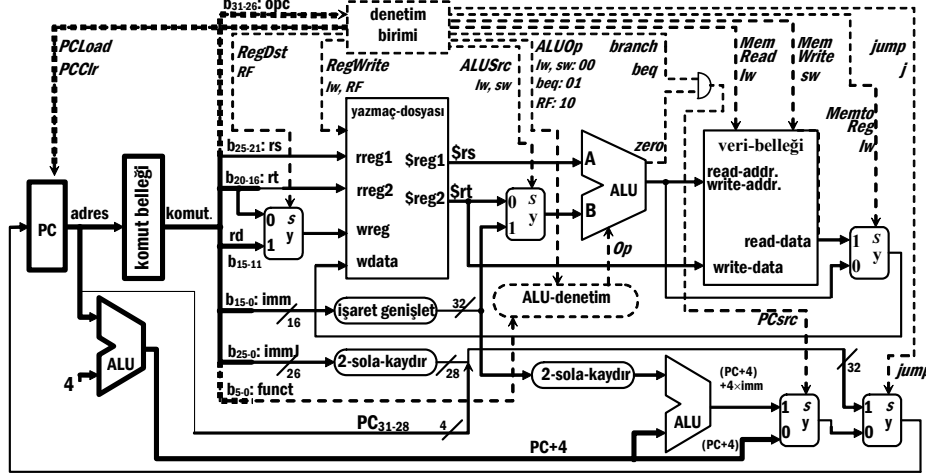 b31-26: opc
denetim
birimi
PCLoad
PCClr
RegDst
RF
RegWrite
lw, RF
ALUSrc
lw, sw
ALUOp
lw, sw: 00
beq: 01
RF: 10
branch
beq
Mem
Read
lw
Mem
Write
sw
jump
j
Memto
Reg
lw
yazmaç-dosyası
b25-21: rs
rreg1
$reg1
$rs
A
zero
veri-belleği
read-addr.
write-addr.
b20-16: rt
rreg2
$reg2
$rt
ALU
PC
adres
komut belleği
komut.
0
s
y
1
rd
b15-11
wreg
wdata
0
s
y
1
B
Op
read-data
write-data
1
s
y
0
ALU-denetim
b15-0: imm
16
işaret genişlet
32
PCsrc
ALU
4
b25-0: immJ
26
2-sola-kaydır
28
2-sola-kaydır
(PC+4)
+4×imm
32
jump
b5-0: funct
PC31-28
4
ALU
1
s
y
0
1
s
y
0
PC+4
(PC+4)